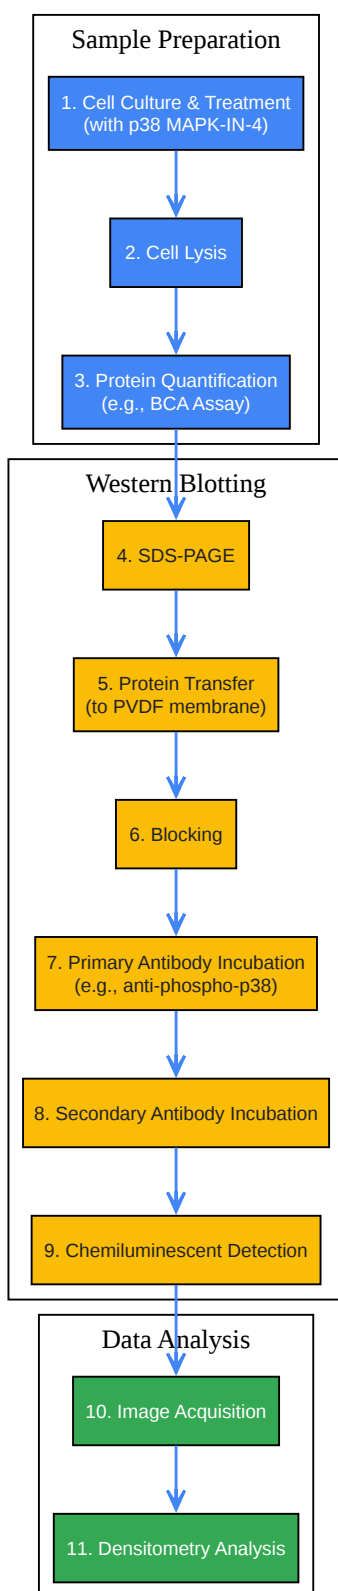 Sample Preparation
1. Cell Culture & Treatment
(with p38 MAPK-IN-4)
2. Cell Lysis
3. Protein Quantification
(e.g., BCA Assay)
Western Blotting
4. SDS-PAGE
5. Protein Transfer
(to PVDF membrane)
6. Blocking
7. Primary Antibody Incubation
(e.g., anti-phospho-p38)
8. Secondary Antibody Incubation
9. Chemiluminescent Detection
Data Analysis
10. Image Acquisition
11. Densitometry Analysis